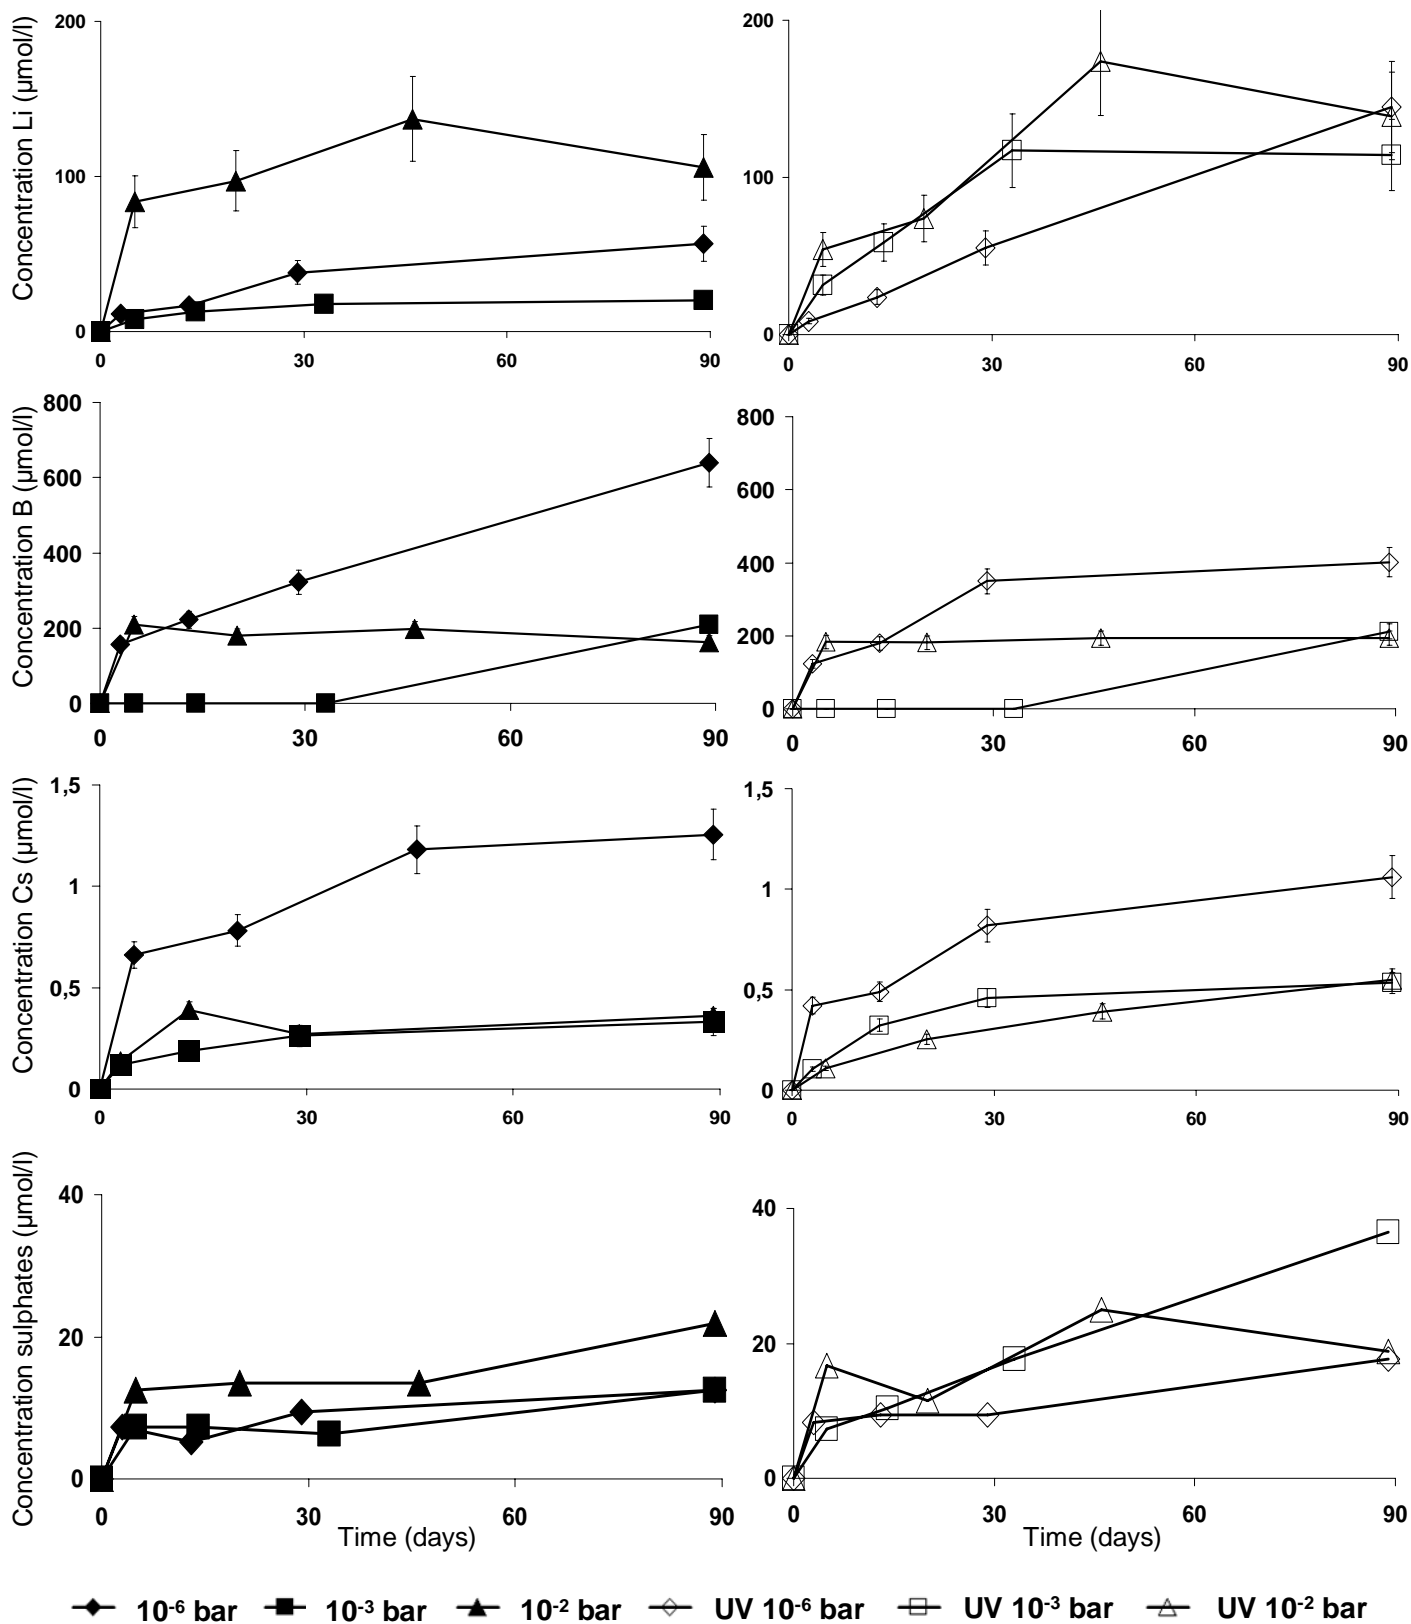 Concentration Li (µmol/l)
200
100
0
0 30 60 90
200
100
0
0 30 60 90
Concentration B (µmol/l)
800
600
400
200
0
0 30 60 90
800
600
400
200
0
0 30 60 90
Concentration Cs (µmol/l)
1,5
1
0,5
0
0 30 60 90
1,5
1
0,5
0
0 30 60 90
Concentration sulphates (µmol/l)
40
20
0
0 30 60 90
Time (days)
40
20
0
0 30 60 90
Time (days)
10⁻⁶ bar 10⁻³ bar 10⁻² bar UV 10⁻⁶ bar UV 10⁻³ bar UV 10⁻² bar